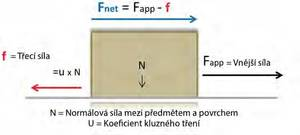 Fnet = Fapp - f
f = Třecí síla
=u x N
N
Fapp = Vnější síla
N = Normálová síla mezi předmětem a povrchem
U = Koeficient kluzného tření